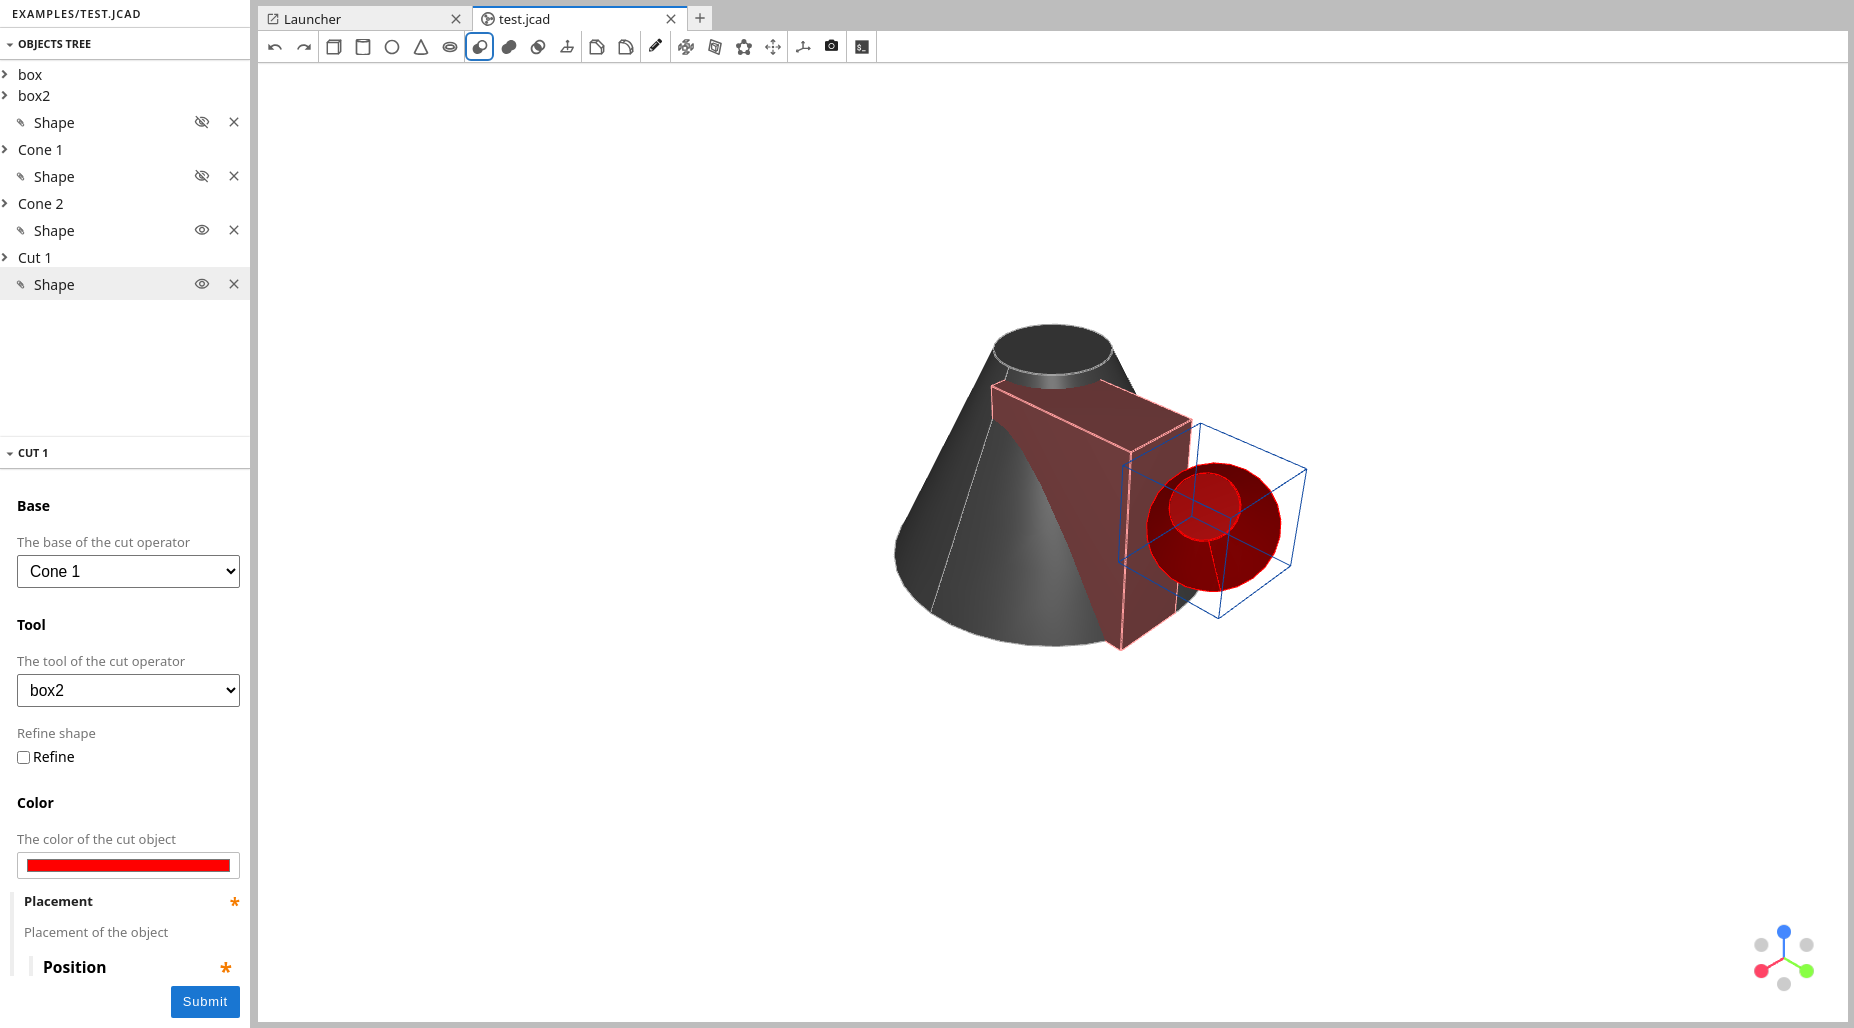 EXAMPLES/TEST.JCAD
OBJECTS TREE
box
box2
Shape
Cone 1
Shape
Cone 2
Shape
Cut 1
Shape
CUT 1
Base
The base of the cut operator
Cone 1
Tool
The tool of the cut operator
box2
Refine shape
Refine
Color
The color of the cut object
Placement *
Placement of the object
Position *
Submit
Launcher
test.jcad
$_